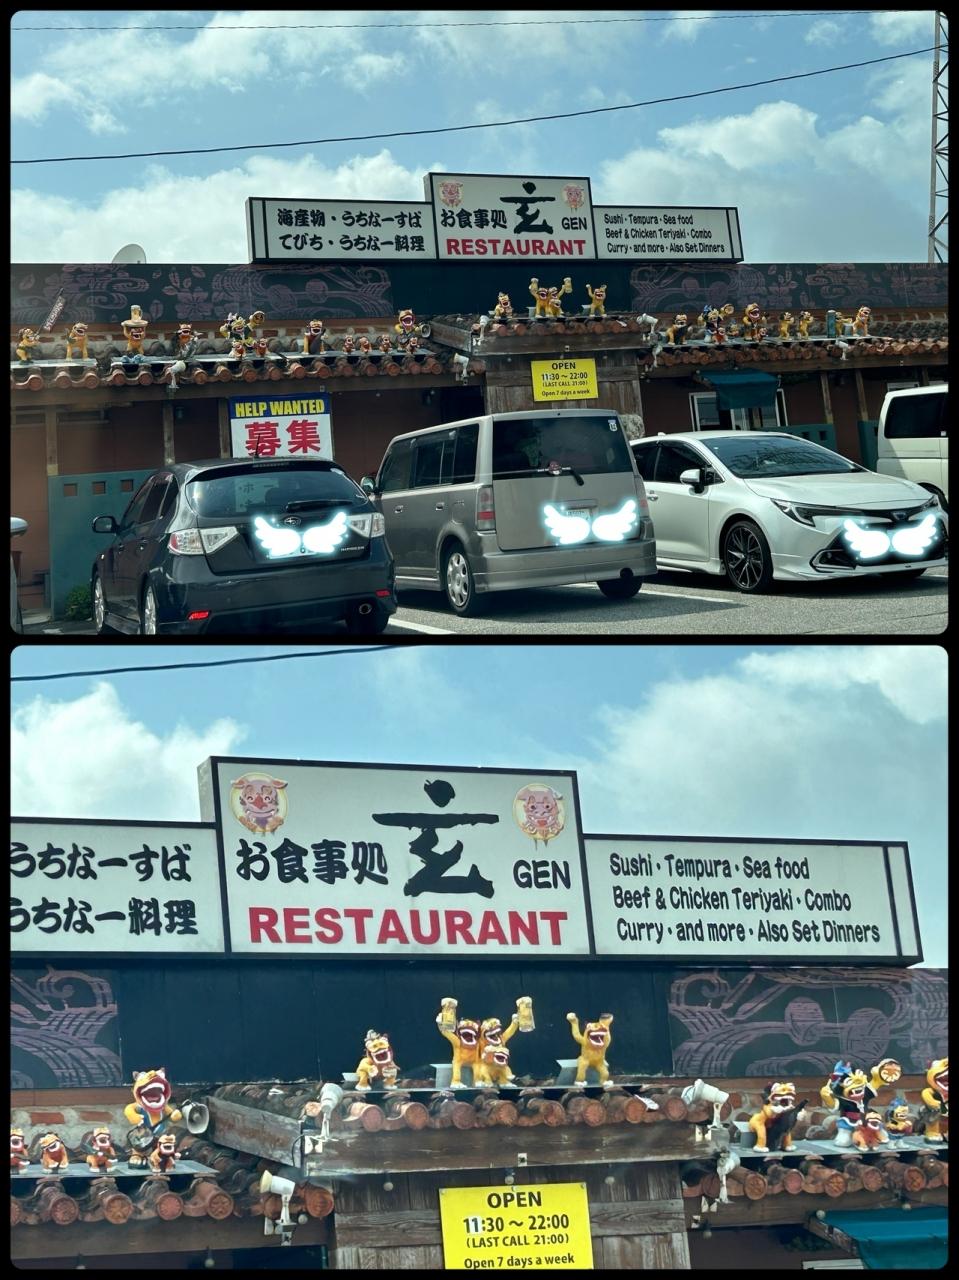 海産物・うちなーすば
てびち・うちなー料理
お食事処
玄
GEN
RESTAURANT
Sushi・Tempura・Sea food
Beef & Chicken Teriyaki・Combo
Curry・and more・Also Set Dinners
OPEN
11:30 〜 22:00
(LAST CALL 21:00)
Open 7 days a week
HELP WANTED
募集
うちなーすば
うちなー料理
お食事処
玄
GEN
RESTAURANT
Sushi・Tempura・Sea food
Beef & Chicken Teriyaki・Combo
Curry・and more・Also Set Dinners
OPEN
11:30 〜 22:00
(LAST CALL 21:00)
Open 7 days a week